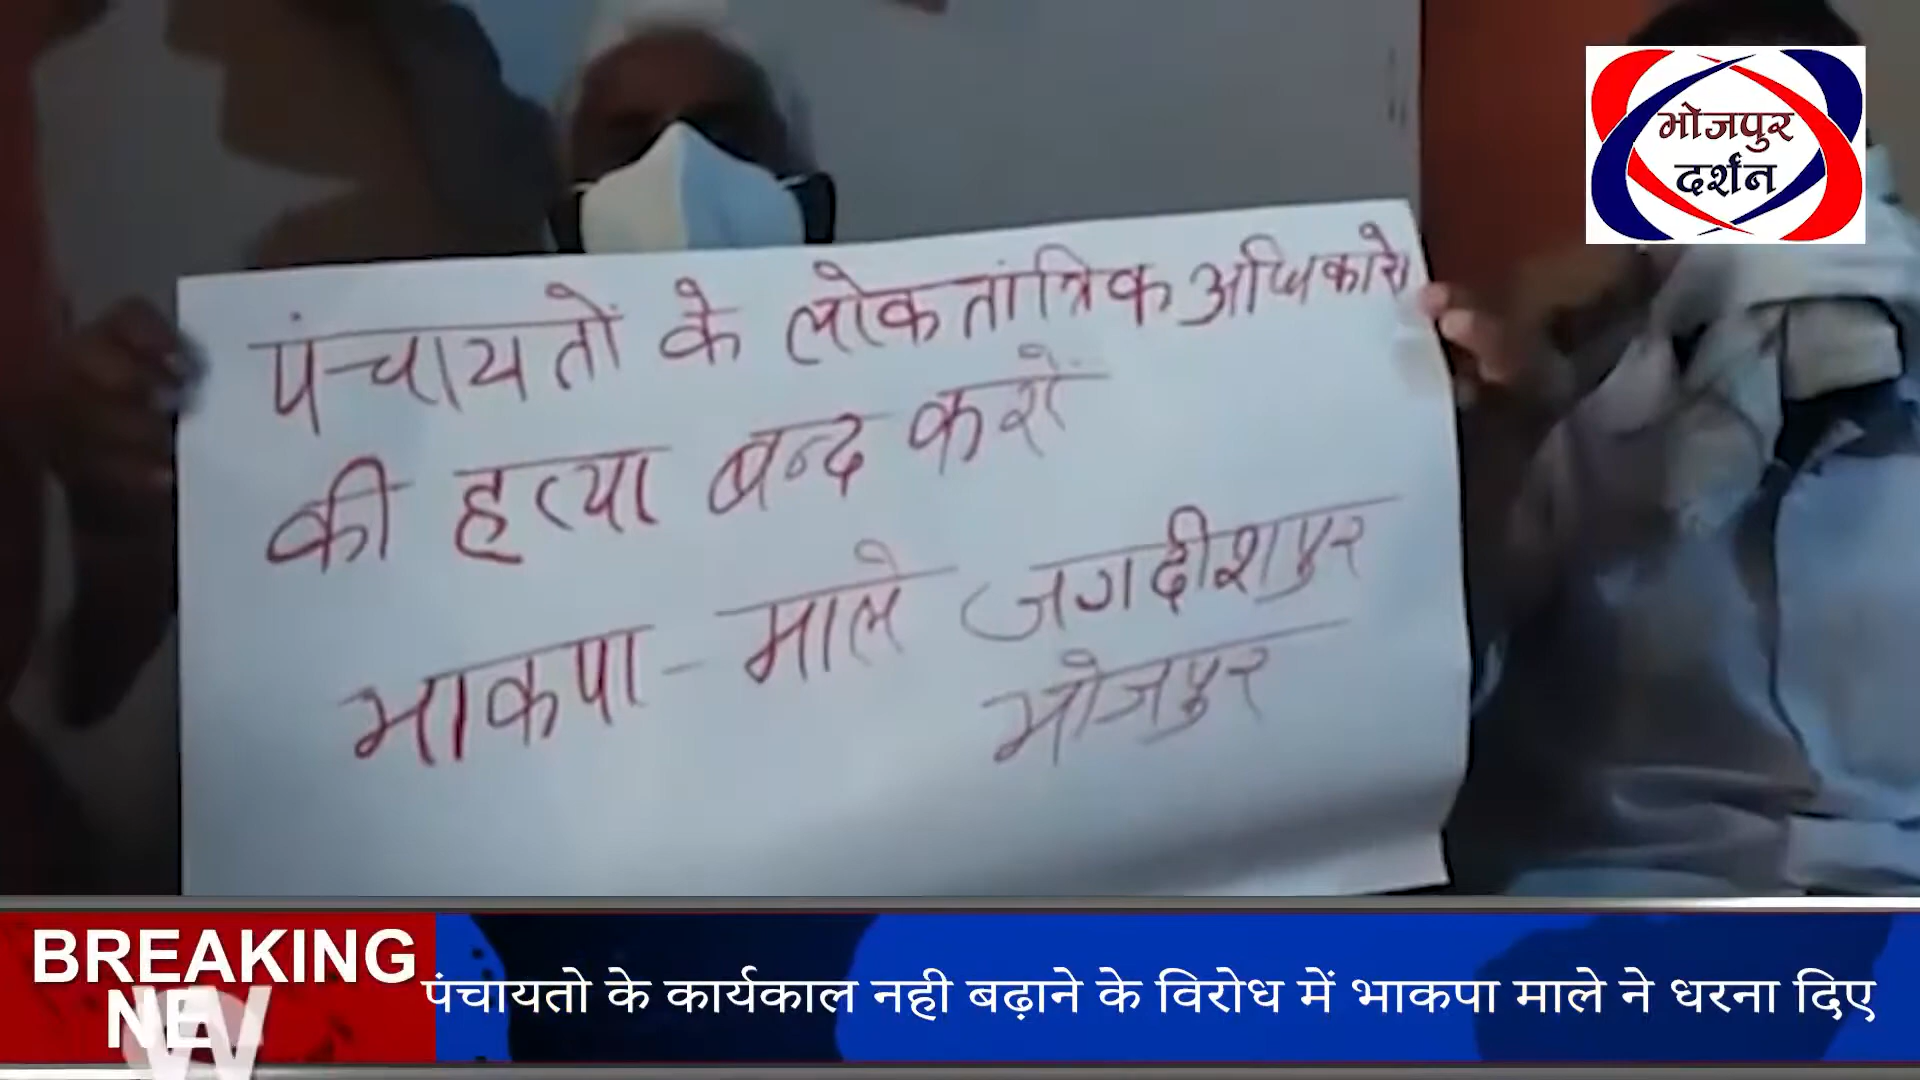 भोजपुर
दर्शन
पंचायतों के लोकतांत्रिक अधिकारो
की हत्या बन्द करों
भाकपा-माले जगदीशपुर
भोजपुर
BREAKING
NEW
पंचायतो के कार्यकाल नही बढ़ाने के विरोध में भाकपा माले ने धरना दिए